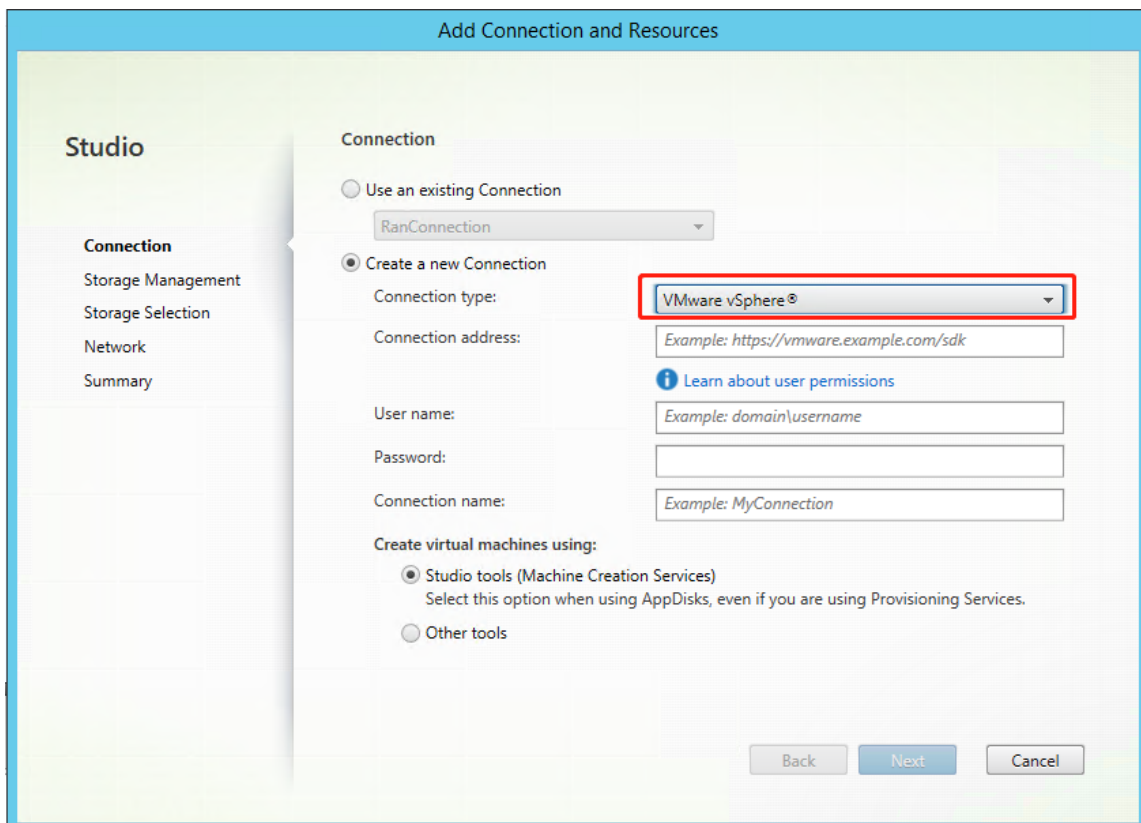 Add Connection and Resources
Studio
Connection
Storage Management
Storage Selection
Network
Summary
Connection
Use an existing Connection
RanConnection
Create a new Connection
Connection type:
VMware vSphere®
Connection address:
Example: https://vmware.example.com/sdk
Learn about user permissions
User name:
Example: domain\username
Password:
Connection name:
Example: MyConnection
Create virtual machines using:
Studio tools (Machine Creation Services)
Select this option when using AppDisks, even if you are using Provisioning Services.
Other tools
Back
Next
Cancel